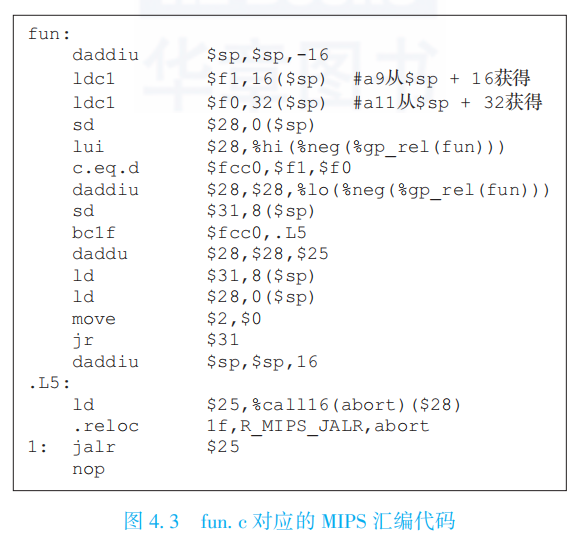 fun:
daddiu $sp,$sp,-16
ldc1 $f1,16($sp) #a9从$sp + 16获得
ldc1 $f0,32($sp) #a11从$sp + 32获得
sd $28,0($sp)
lui $28,%hi(%neg(%gp_rel(fun)))
c.eq.d $fcc0,$f1,$f0
daddiu $28,$28,%lo(%neg(%gp_rel(fun)))
sd $31,8($sp)
bc1f $fcc0,.L5
daddu $28,$28,$25
ld $31,8($sp)
ld $28,0($sp)
move $2,$0
jr $31
daddiu $sp,$sp,16
.L5:
ld $25,%call16(abort)($28)
.reloc 1f,R_MIPS_JALR,abort
1: jalr $25
nop
图 4.3 fun. c 对应的 MIPS 汇编代码